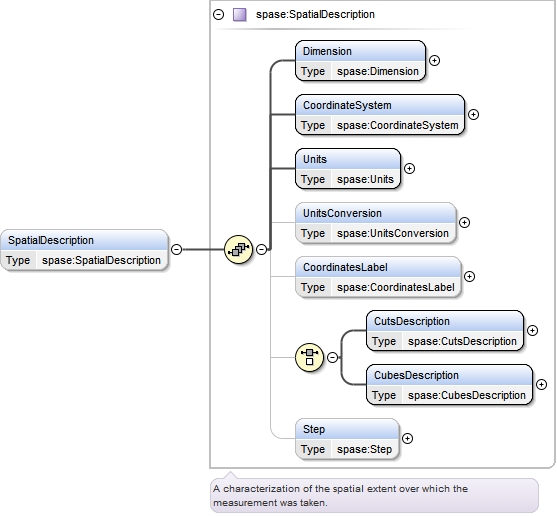 spase:SpatialDescription
Dimension
Type spase:Dimension
CoordinateSystem
Type spase:CoordinateSystem
Units
Type spase:Units
UnitsConversion
Type spase:UnitsConversion
SpatialDescription
Type spase:SpatialDescription
CoordinatesLabel
Type spase:CoordinatesLabel
CutsDescription
Type spase:CutsDescription
CubesDescription
Type spase:CubesDescription
Step
Type spase:Step
A characterization of the spatial extent over which the
measurement was taken.